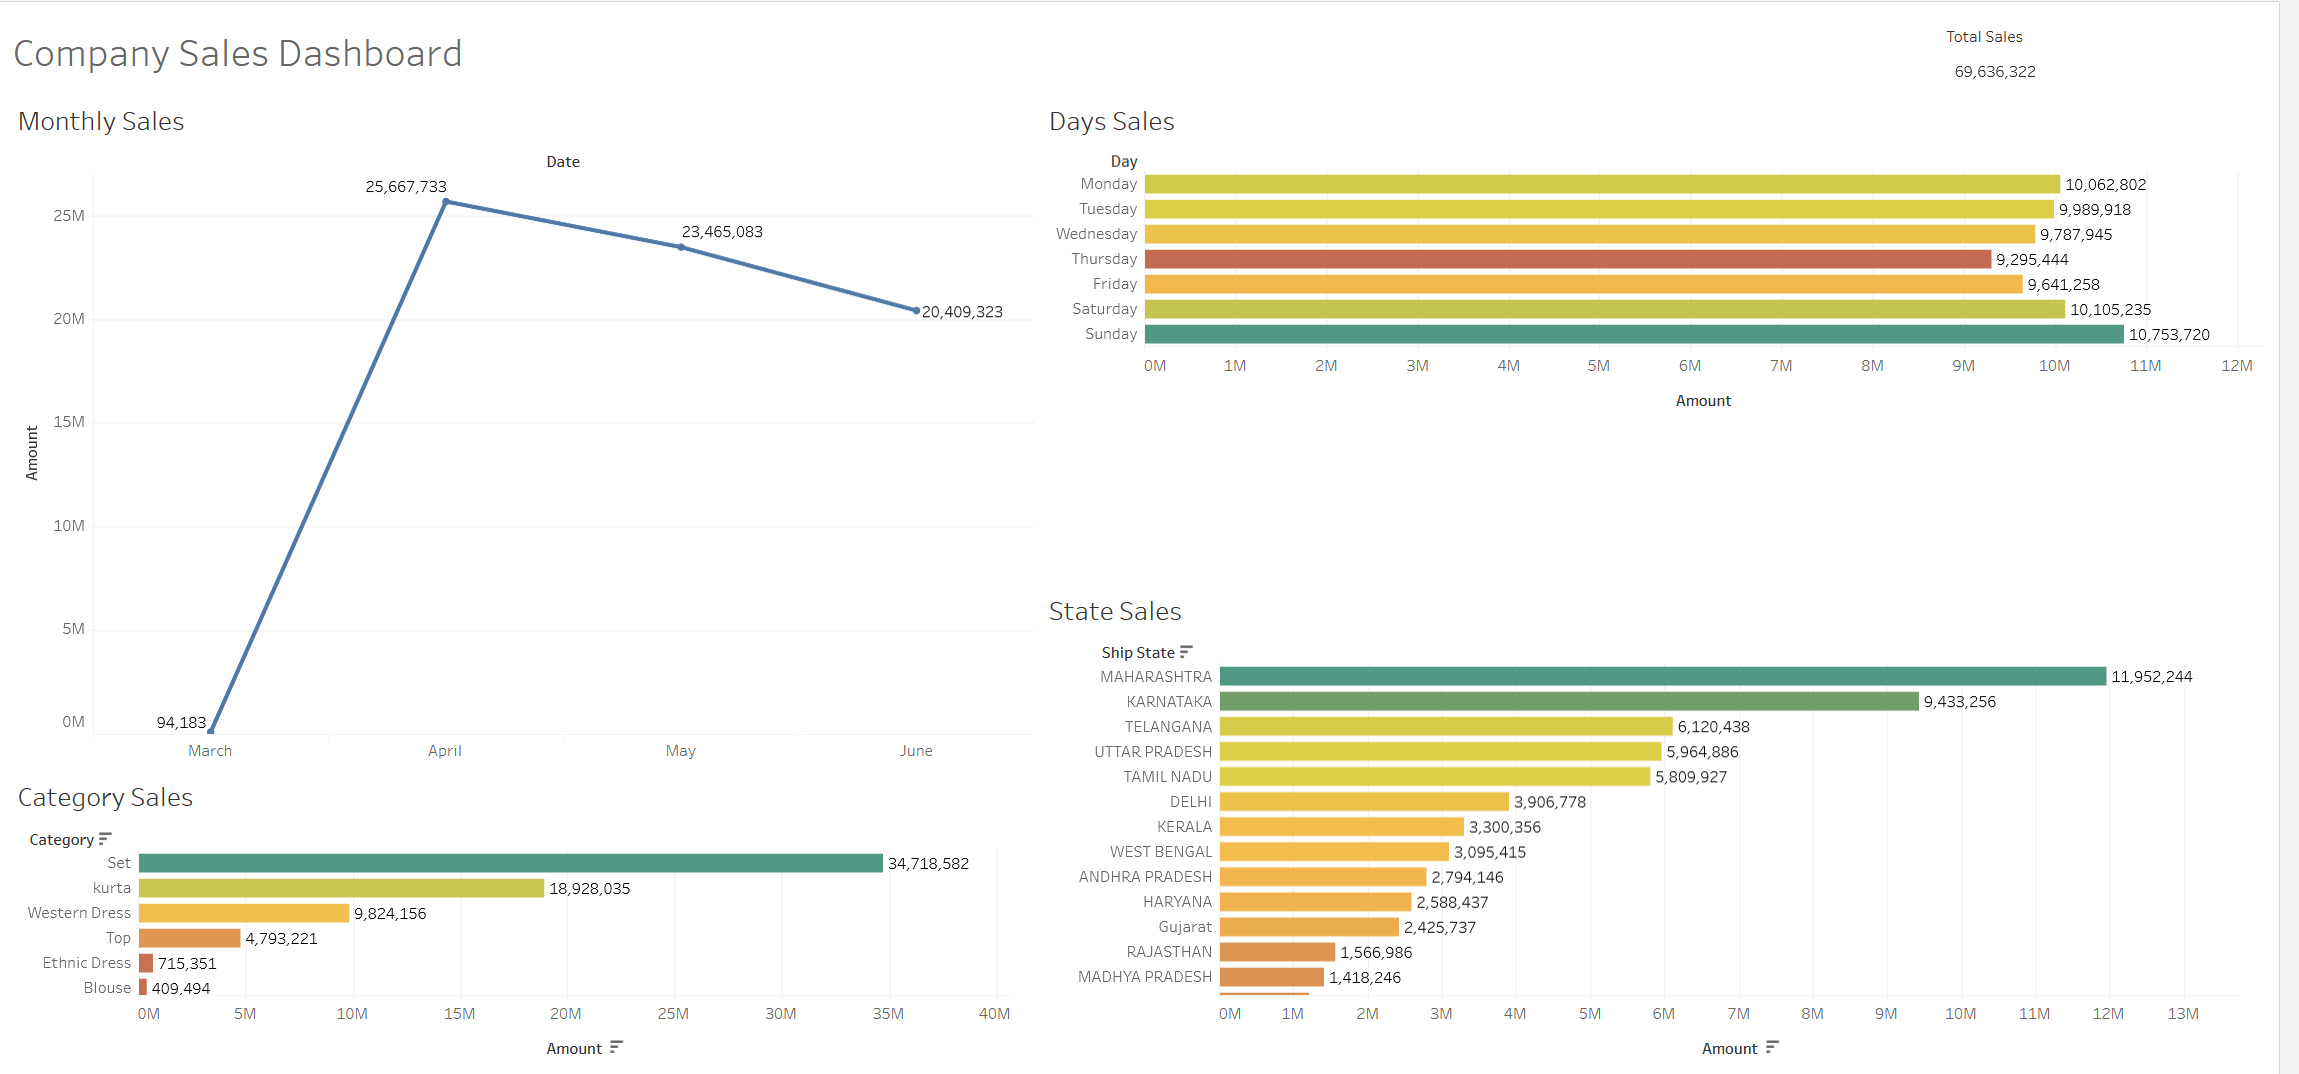 Company Sales Dashboard
Total Sales
69,636,322
Monthly Sales
Date
25,667,733
23,465,083
20,409,323
94,183
25M
20M
15M
10M
5M
0M
Amount
March April May June
Days Sales
Day
Monday 10,062,802
Tuesday 9,989,918
Wednesday 9,787,945
Thursday 9,295,444
Friday 9,641,258
Saturday 10,105,235
Sunday 10,753,720
0M 1M 2M 3M 4M 5M 6M 7M 8M 9M 10M 11M 12M
Amount
Category Sales
Category
Set 34,718,582
kurta 18,928,035
Western Dress 9,824,156
Top 4,793,221
Ethnic Dress 715,351
Blouse 409,494
0M 5M 10M 15M 20M 25M 30M 35M 40M
Amount
State Sales
Ship State
MAHARASHTRA 11,952,244
KARNATAKA 9,433,256
TELANGANA 6,120,438
UTTAR PRADESH 5,964,886
TAMIL NADU 5,809,927
DELHI 3,906,778
KERALA 3,300,356
WEST BENGAL 3,095,415
ANDHRA PRADESH 2,794,146
HARYANA 2,588,437
Gujarat 2,425,737
RAJASTHAN 1,566,986
MADHYA PRADESH 1,418,246
0M 1M 2M 3M 4M 5M 6M 7M 8M 9M 10M 11M 12M 13M
Amount